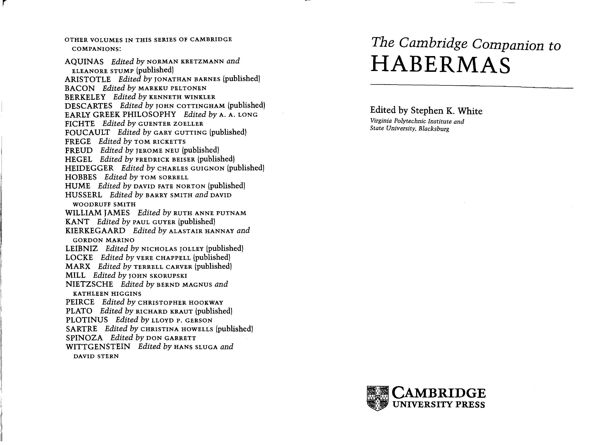 OTHER VOLUMES IN THIS SERIES OF CAMBRIDGE
COMPANIONS:
AQUINAS Edited by NORMAN KRETZMANN and
ELEANORE STUMP (published)
ARISTOTLE Edited by JONATHAN BARNES (published)
BACON Edited by MARKKU PELTONEN
BERKELEY Edited by KENNETH WINKLER
DESCARTES Edited by JOHN COTTINGHAM (published)
EARLY GREEK PHILOSOPHY Edited by A. A. LONG
FICHTE Edited by GUENTER ZOELLER
FOUCAULT Edited by GARY GUTTING (published)
FREGE Edited by TOM RICKETTS
FREUD Edited by JEROME NEU (published)
HEGEL Edited by FREDRICK BEISER (published)
HEIDEGGER Edited by CHARLES GUIGNON (published)
HOBBES Edited by TOM SORRELL
HUME Edited by DAVID FATE NORTON (published)
HUSSERL Edited by BARRY SMITH and DAVID
WOODRUFF SMITH
WILLIAM JAMES Edited by RUTH ANNE PUTNAM
KANT Edited by PAUL GUYER (published)
KIERKEGAARD Edited by ALASTAIR HANNAY and
GORDON MARINO
LEIBNIZ Edited by NICHOLAS JOLLEY (published)
LOCKE Edited by VERE CHAPPELL (published)
MARX Edited by TERRELL CARVER (published)
MILL Edited by JOHN SKORUPSKI
NIETZSCHE Edited by BERND MAGNUS and
KATHLEEN HIGGINS
PEIRCE Edited by CHRISTOPHER HOOKWAY
PLATO Edited by RICHARD KRAUT (published)
PLOTINUS Edited by LLOYD P. GERSON
SARTRE Edited by CHRISTINA HOWELLS (published)
SPINOZA Edited by DON GARRETT
WITTGENSTEIN Edited by HANS SLUGA and
DAVID STERN
The Cambridge Companion to
HABERMAS
Edited by Stephen K. White
Virginia Polytechnic Institute and
State University, Blacksburg
CAMBRIDGE
UNIVERSITY PRESS